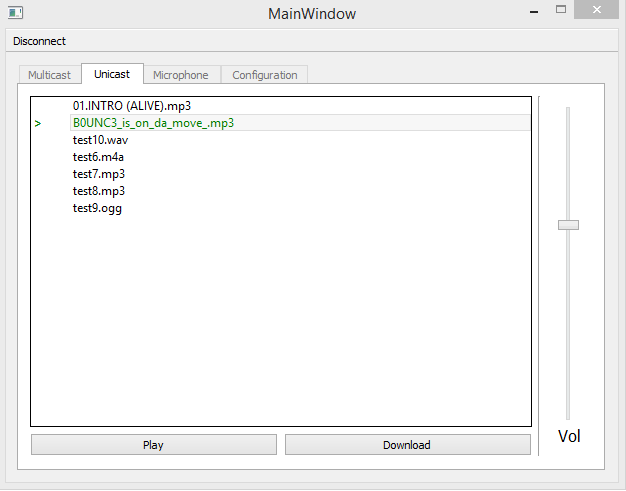 MainWindow
Disconnect
Multicast Unicast Microphone Configuration
01.INTRO (ALIVE).mp3
> B0UNC3_is_on_da_move_.mp3
test10.wav
test6.m4a
test7.mp3
test8.mp3
test9.ogg
Play Download
Vol